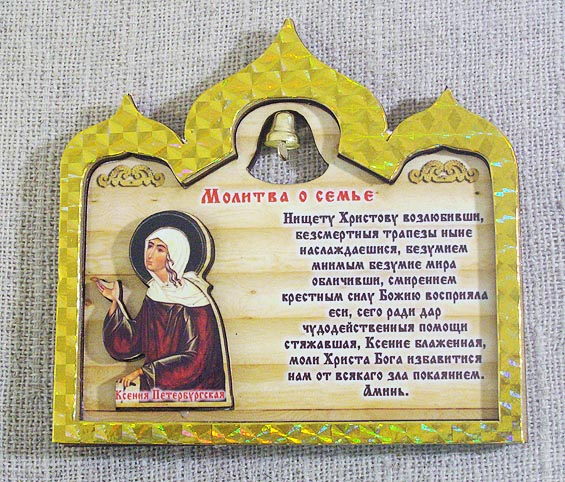 Молитва о семье
Нищету Христову возлюбивши,
безсмертныя трапезы ныне
наслаждаешися, безумием
мнимым безумие мира
обличивши, смирением
крестным силу Божию восприяла
еси, сего ради дар
чудодейственныя помощи
стяжавшая, Ксение блаженная,
моли Христа Бога избавитися
нам от всякаго зла покаянием.
Аминь.
Ксения Петербургская